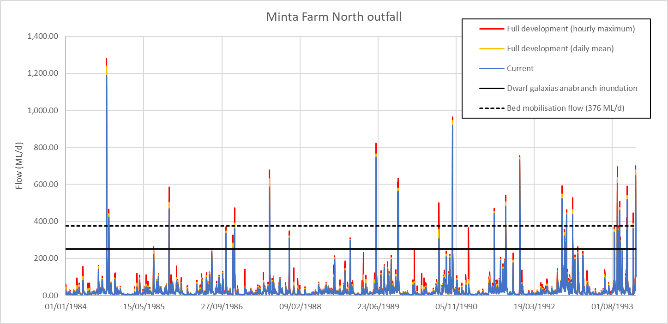 Minta Farm North outfall
Full development (hourly maximum)
Full development (daily mean)
Current
Dwarf galaxias anabranch inundation
Bed mobilisation flow (376 ML/d)
Flow (ML/d)
1,400.00
1,200.00
1,000.00
800.00
600.00
400.00
200.00
0.00
01/01/1984
15/05/1985
27/09/1986
09/02/1988
23/06/1989
05/11/1990
19/03/1992
01/08/1993